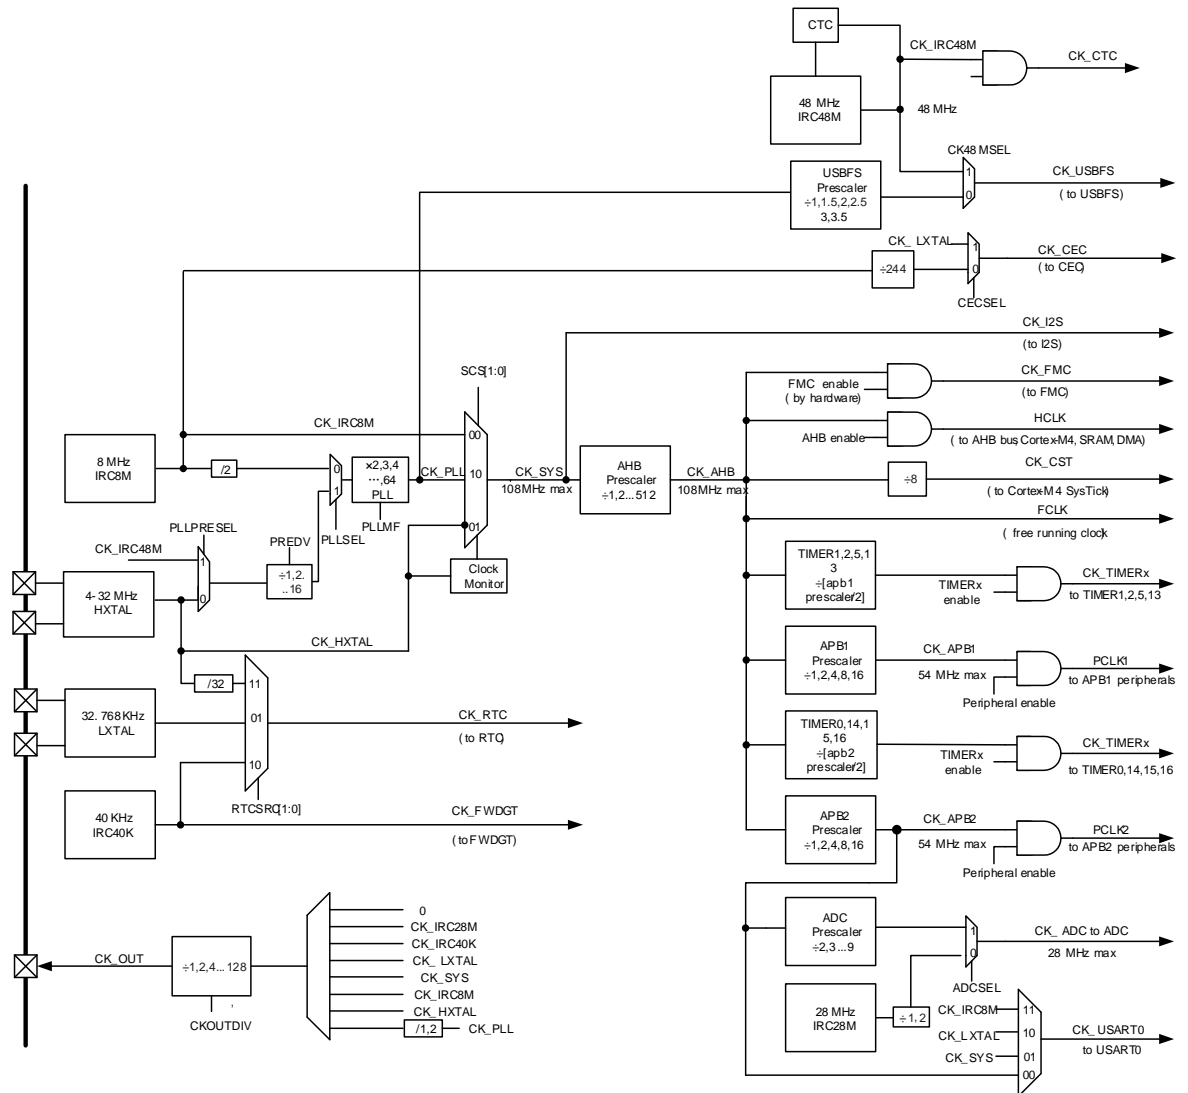 CTC
CK_IRC48M
CK_CTC
48 MHz
IRC48M
48 MHz
CK48MSEL
USBFS
Prescaler
÷1,1.5,2,2.5
3,3.5
1
0
CK_USBFS
( to USBFS)
CK_ LXTAL
÷244
1
0
CK_CEC
( to CEC)
CECSEL
CK_I2S
(to I2S)
SCS[1:0]
CK_FMC
FMC enable
( by hardware)
(to FMC)
CK_IRC8M
00
HCLK
AHB enable
( to AHB bus,Cortex-M4, SRAM,DMA)
8 MHz
IRC8M
/2
0
1
×2,3,4
…,64
PLL
CK_PLL
10
CK_SYS
108MHz max
AHB
Prescaler
÷1,2...512
CK_AHB
108MHz max
÷8
CK_CST
( to Cortex-M4 SysTick)
PLLPRESEL
PREDV
PLLSEL
PLLMF
01
FCLK
( free running clock)
CK_IRC48M
1
0
÷1,2.
..16
Clock
Monitor
4-32 MHz
HXTAL
TIMER1,2,5,1
3
÷[apb1
prescaler/2]
TIMERx
enable
CK_TIMERx
to TIMER1,2,5,13
CK_HXTAL
/32
11
APB1
Prescaler
÷1,2,4,8,16
CK_APB1
54 MHz max
Peripheral enable
PCLK1
to APB1 peripherals
32. 768KHz
LXTAL
01
CK_RTC
(to RTC)
TIMER0,14,1
5,16
÷[apb2
prescaler/2]
TIMERx
enable
CK_TIMERx
to TIMER0,14,15,16
10
RTCSRC[1:0]
40 KHz
IRC40K
CK_FWDGT
(to FWDGT)
APB2
Prescaler
÷1,2,4,8,16
CK_APB2
54 MHz max
Peripheral enable
PCLK2
to APB2 peripherals
0
CK_IRC28M
CK_IRC40K
CK_ LXTAL
CK_SYS
CK_IRC8M
CK_HXTAL
/1,2
CK_PLL
CK_OUT
÷1,2,4...128
,
CKOUTDIV
ADC
Prescaler
÷2,3...9
1
0
CK_ ADC to ADC
28 MHz max
ADCSEL
28 MHz
IRC28M
÷1,2
CK_IRC8M
11
CK_LXTAL
10
CK_SYS
01
00
CK_USART0
to USART0